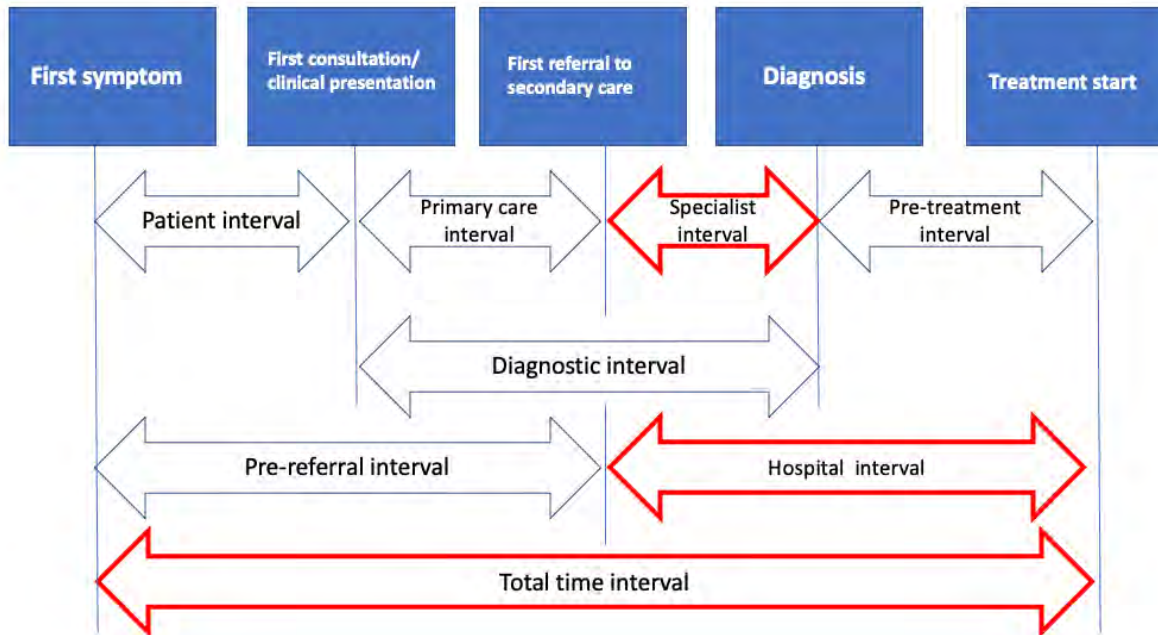 First symptom
First consultation/
clinical presentation
First referral to
secondary care
Diagnosis
Treatment start
Patient interval
Primary care
interval
Specialist
interval
Pre-treatment
interval
Diagnostic interval
Pre-referral interval
Hospital interval
Total time interval